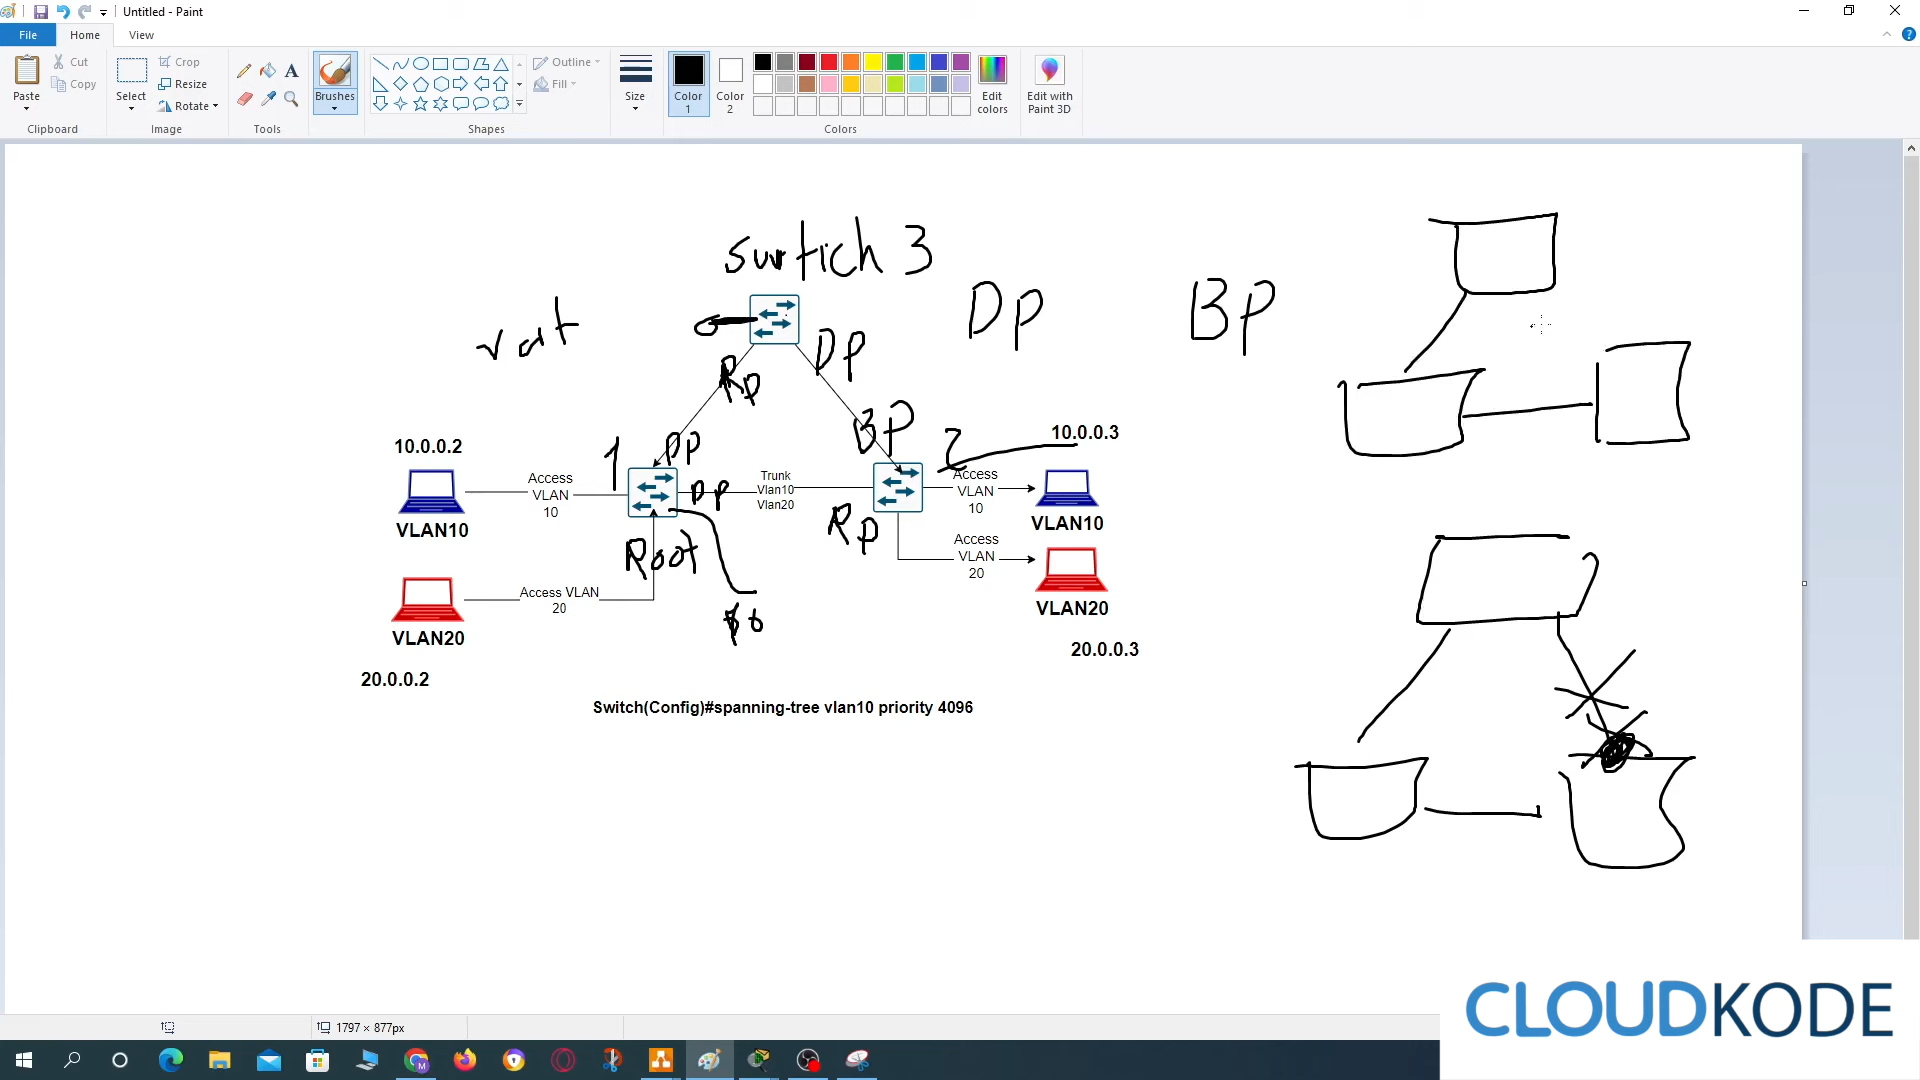 Untitled - Paint
File
Home
View
Paste
Cut
Copy
Clipboard
Select
Crop
Resize
Rotate
Image
A
Tools
Brushes
Shapes
Outline
Fill
Size
Color 1
Color 2
Edit colors
Edit with Paint 3D
Colors
switich 3
DP
BP
RP
DP
BP
10.0.0.2
10.0.0.3
1
DP
2
Access VLAN 10
DP
Trunk
Vlan10
Vlan20
Access
VLAN
10
VLAN10
RP
VLAN10
Root
Access
VLAN
20
Access VLAN
20
VLAN20
VLAN20
20.0.0.2
20.0.0.3
Switch(Config)#spanning-tree vlan10 priority 4096
1797 × 877px
CLOUDKODE